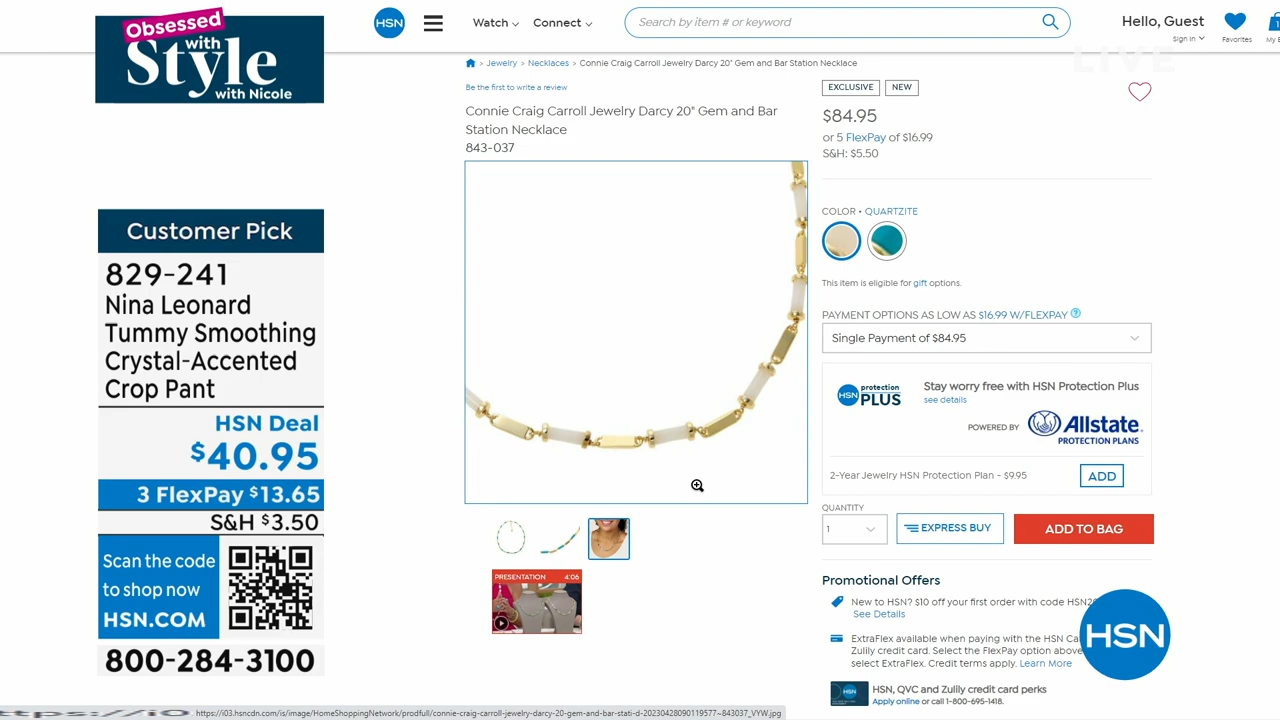 Obsessed
with
Style
with Nicole
HSN
Watch
Connect
Search by item # or keyword
Hello, Guest
Sign In
Favorites
My B
LIVE
> Jewelry > Necklaces > Connie Craig Carroll Jewelry Darcy 20" Gem and Bar Station Necklace
Be the first to write a review
Connie Craig Carroll Jewelry Darcy 20" Gem and Bar
Station Necklace
843-037
EXCLUSIVE
NEW
$84.95
or 5 FlexPay of $16.99
S&H: $5.50
COLOR • QUARTZITE
This item is eligible for gift options.
PAYMENT OPTIONS AS LOW AS $16.99 W/FLEXPAY ?
Single Payment of $84.95
HSN protection PLUS
Stay worry free with HSN Protection Plus
see details
POWERED BY
Allstate
PROTECTION PLANS
2-Year Jewelry HSN Protection Plan - $9.95
ADD
QUANTITY
1
EXPRESS BUY
ADD TO BAG
Promotional Offers
New to HSN? $10 off your first order with code HSN2
See Details
ExtraFlex available when paying with the HSN Ca
Zulily credit card. Select the FlexPay option above
select ExtraFlex. Credit terms apply. Learn More
HSN
HSN, QVC and Zulily credit card perks
Apply online or call 1-800-695-1418.
PRESENTATION 4:06
Customer Pick
829-241
Nina Leonard
Tummy Smoothing
Crystal-Accented
Crop Pant
HSN Deal
$40.95
3 FlexPay $13.65
S&H $3.50
Scan the code
to shop now
HSN.COM
800-284-3100
https://i03.hsncdn.com/is/image/HomeShoppingNetwork/prodfull/connie-craig-carroll-jewelry-darcy-20-gem-and-bar-stati-d-20230428090119577~843037_VYW.jpg